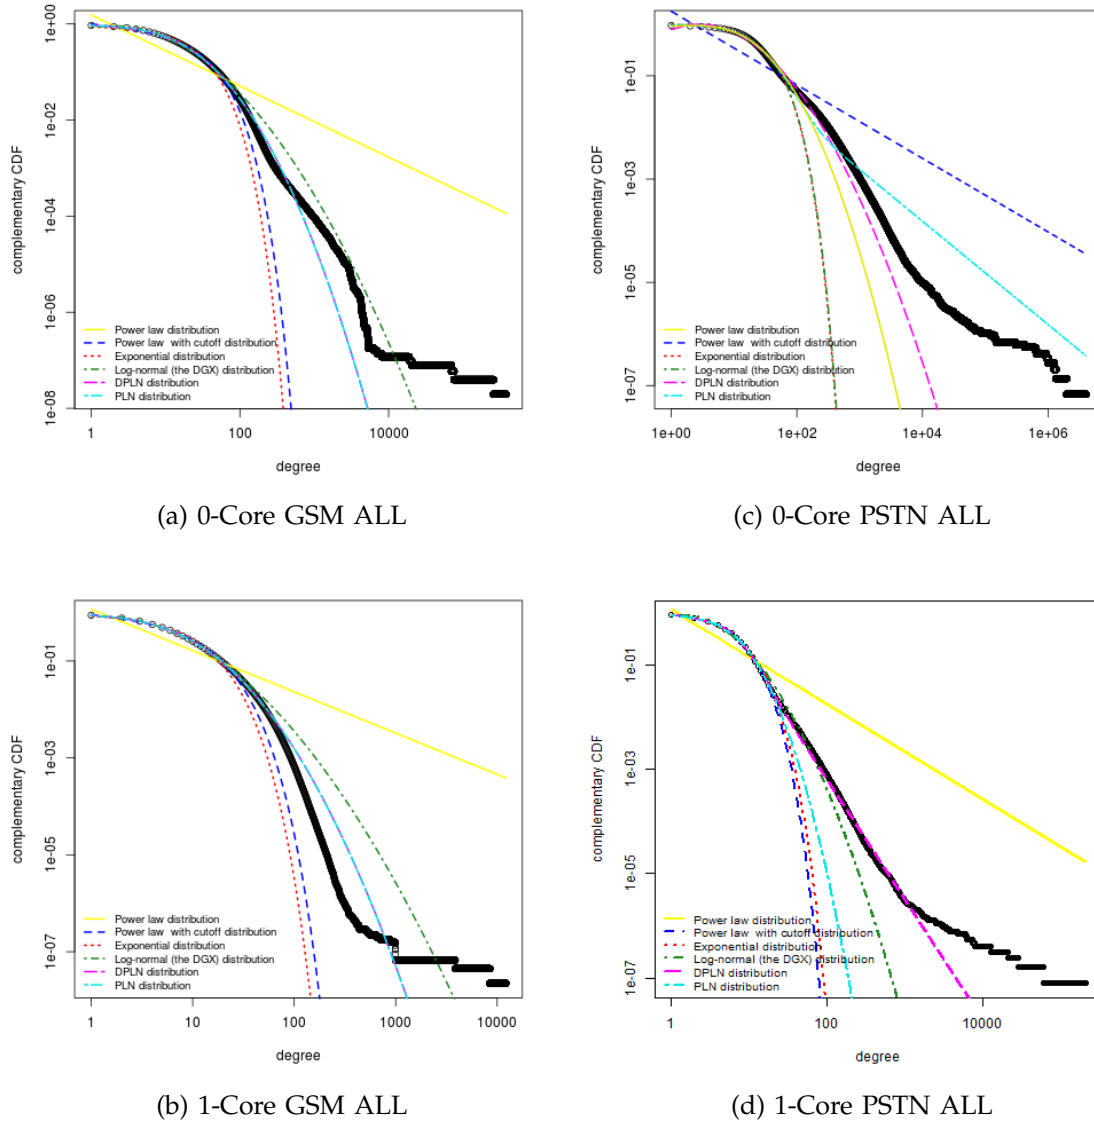 1e+00
1e-02
1e-04
1e-06
1e-08
complementary CDF
Power law distribution
Power law  with cutoff distribution
Exponential distribution
Log-normal (the DGX) distribution
DPLN distribution
PLN distribution
1 100 10000
degree
(a) 0-Core GSM ALL
1e-01
1e-03
1e-05
1e-07
complementary CDF
Power law distribution
Power law  with cutoff distribution
Exponential distribution
Log-normal (the DGX) distribution
DPLN distribution
PLN distribution
1e+00 1e+02 1e+04 1e+06
degree
(c) 0-Core PSTN ALL
1e-01
1e-03
1e-05
1e-07
complementary CDF
Power law distribution
Power law  with cutoff distribution
Exponential distribution
Log-normal (the DGX) distribution
DPLN distribution
PLN distribution
1 10 100 1000 10000
degree
(b) 1-Core GSM ALL
1e-01
1e-03
1e-05
1e-07
complementary CDF
Power law distribution
Power law  with cutoff distribution
Exponential distribution
Log-normal (the DGX) distribution
DPLN distribution
PLN distribution
1 100 10000
degree
(d) 1-Core PSTN ALL